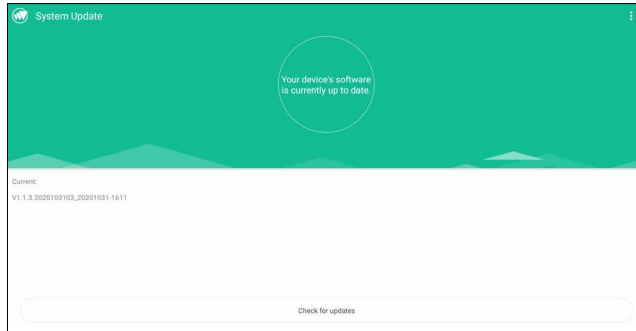 System Update
Your device's software
is currently up to date.
Current:
V1.1.3.2020103103_20201031-1611
Check for updates